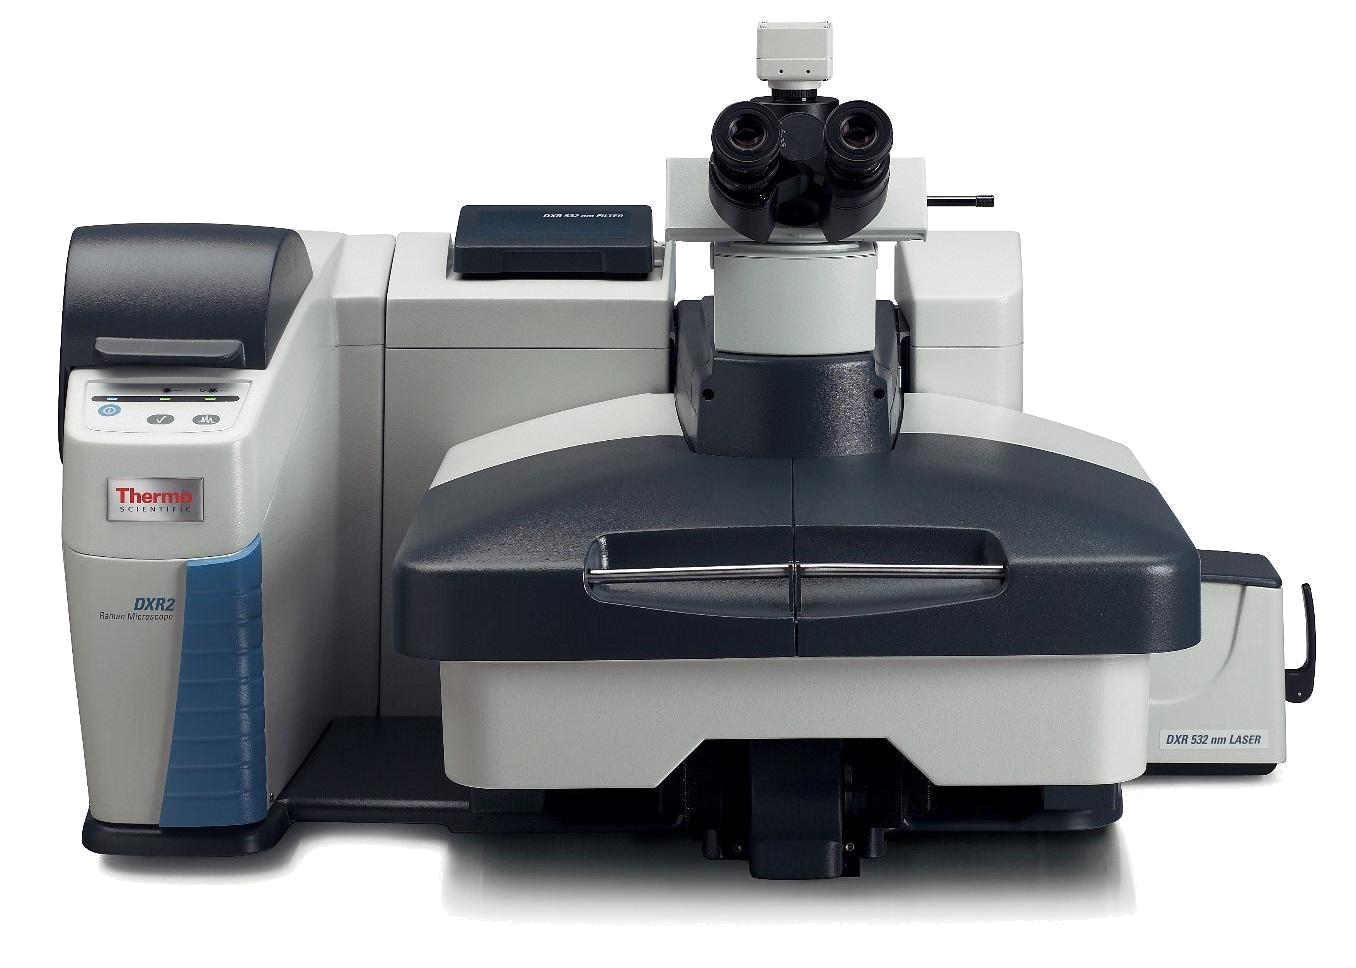 DXR 532 nm FILTER
Thermo
SCIENTIFIC
DXR2
Raman Microscope
DXR 532 nm LASER